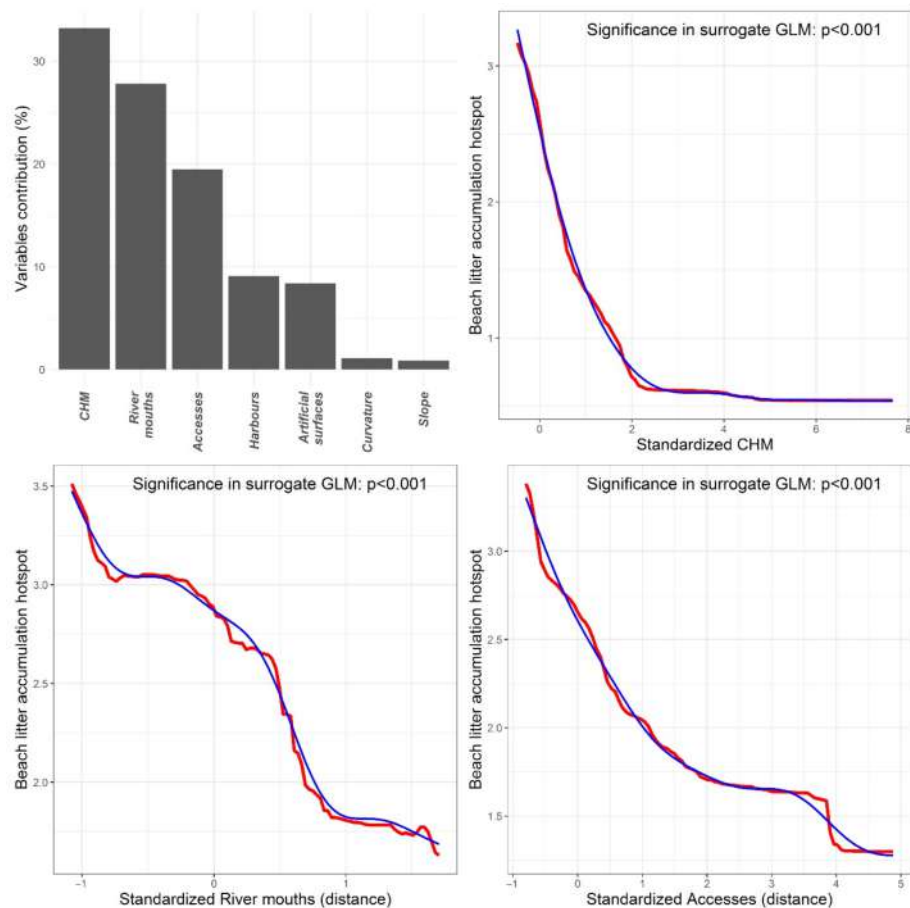 Variables contribution (%)
30
20
10
0
CHM
River
mouths
Accesses
Harbours
Artificial
surfaces
Curvature
Slope
Significance in surrogate GLM: p<0.001
Beach litter accumulation hotspot
3
2
1
0
2
4
6
8
Standardized CHM
Significance in surrogate GLM: p<0.001
Beach litter accumulation hotspot
3.5
3.0
2.5
2.0
−1
0
1
Standardized River mouths (distance)
Significance in surrogate GLM: p<0.001
Beach litter accumulation hotspot
3.0
2.5
2.0
1.5
−1
0
1
2
3
4
5
Standardized Accesses (distance)